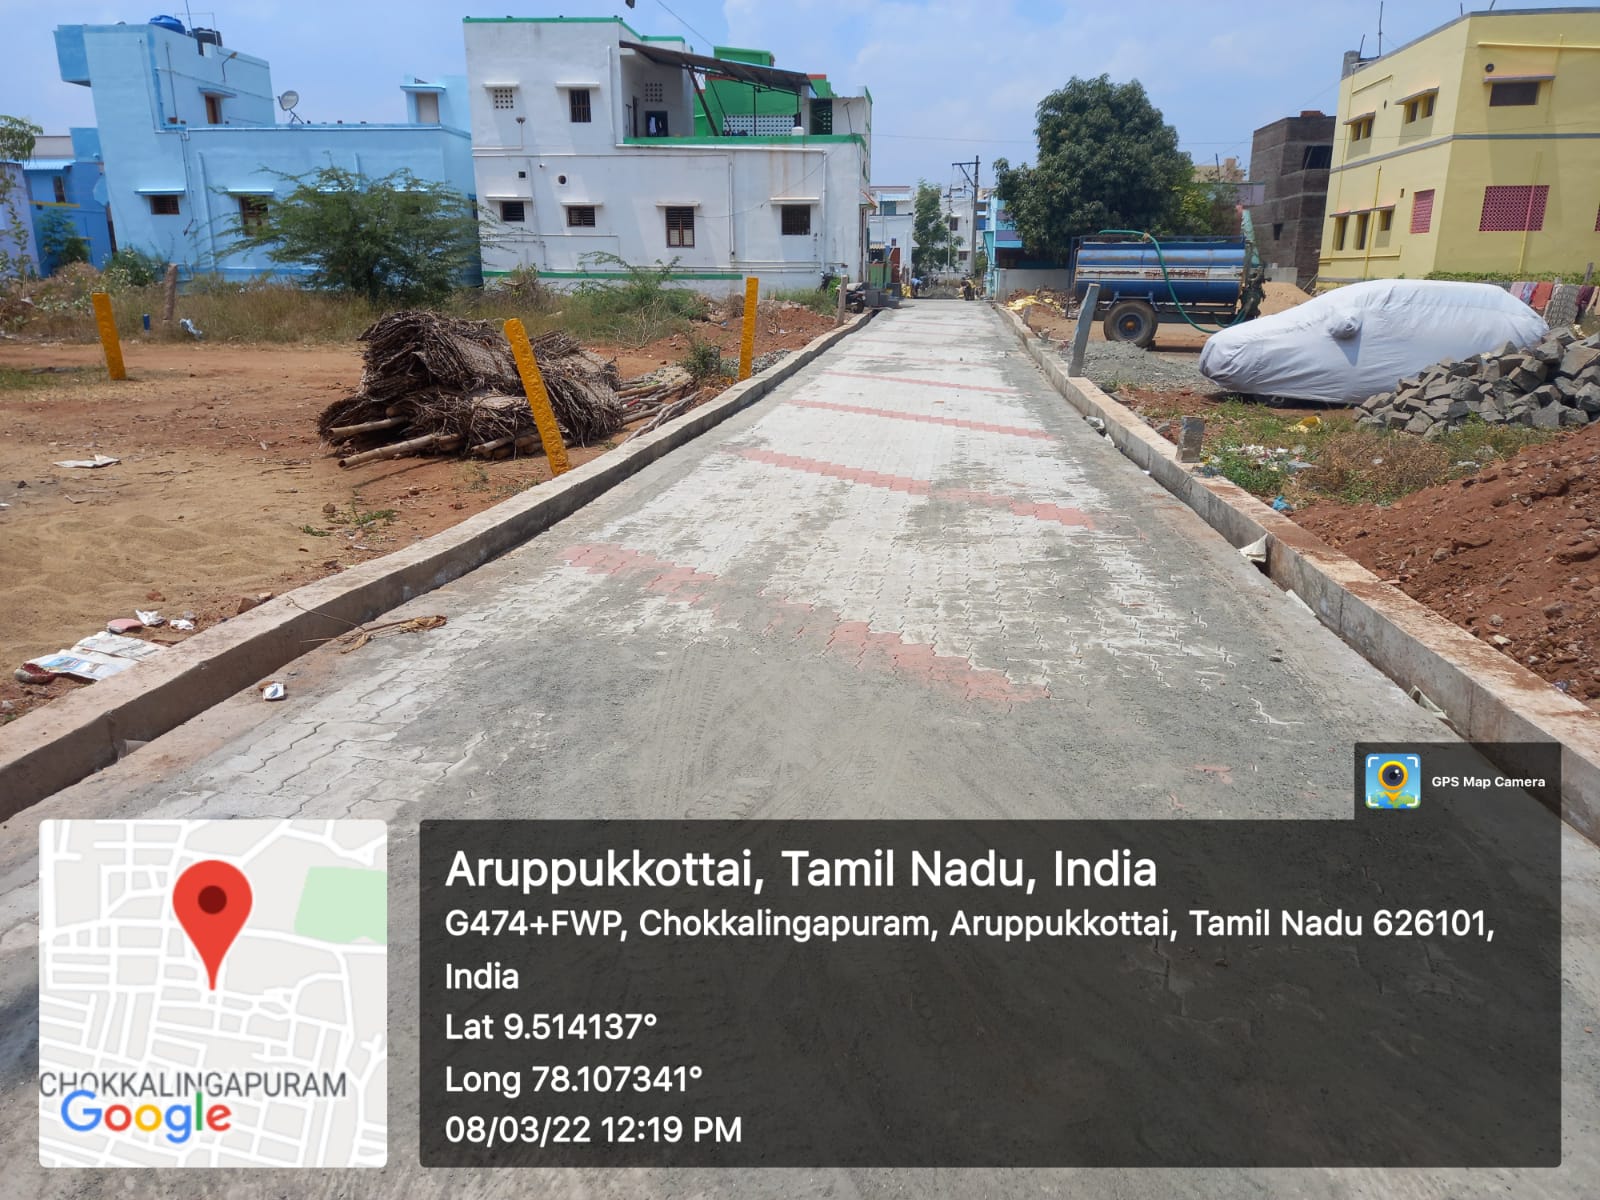 GPS Map Camera
Aruppukkottai, Tamil Nadu, India
G474+FWP, Chokkalingapuram, Aruppukkottai, Tamil Nadu 626101,
India
Lat 9.514137°
Long 78.107341°
08/03/22 12:19 PM
CHOKKALINGAPURAM
Google